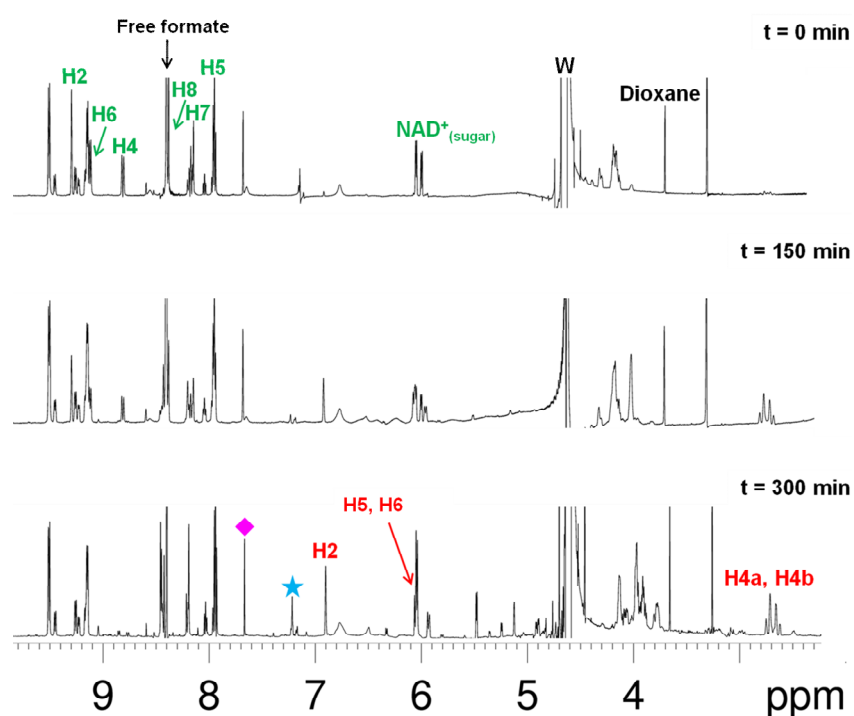 Free formate
t = 0 min
H2
H6
H4
H8
H7
H5
NAD⁺(sugar)
W
Dioxane
t = 150 min
t = 300 min
H2
H5, H6
H4a, H4b
9 8 7 6 5 4 ppm